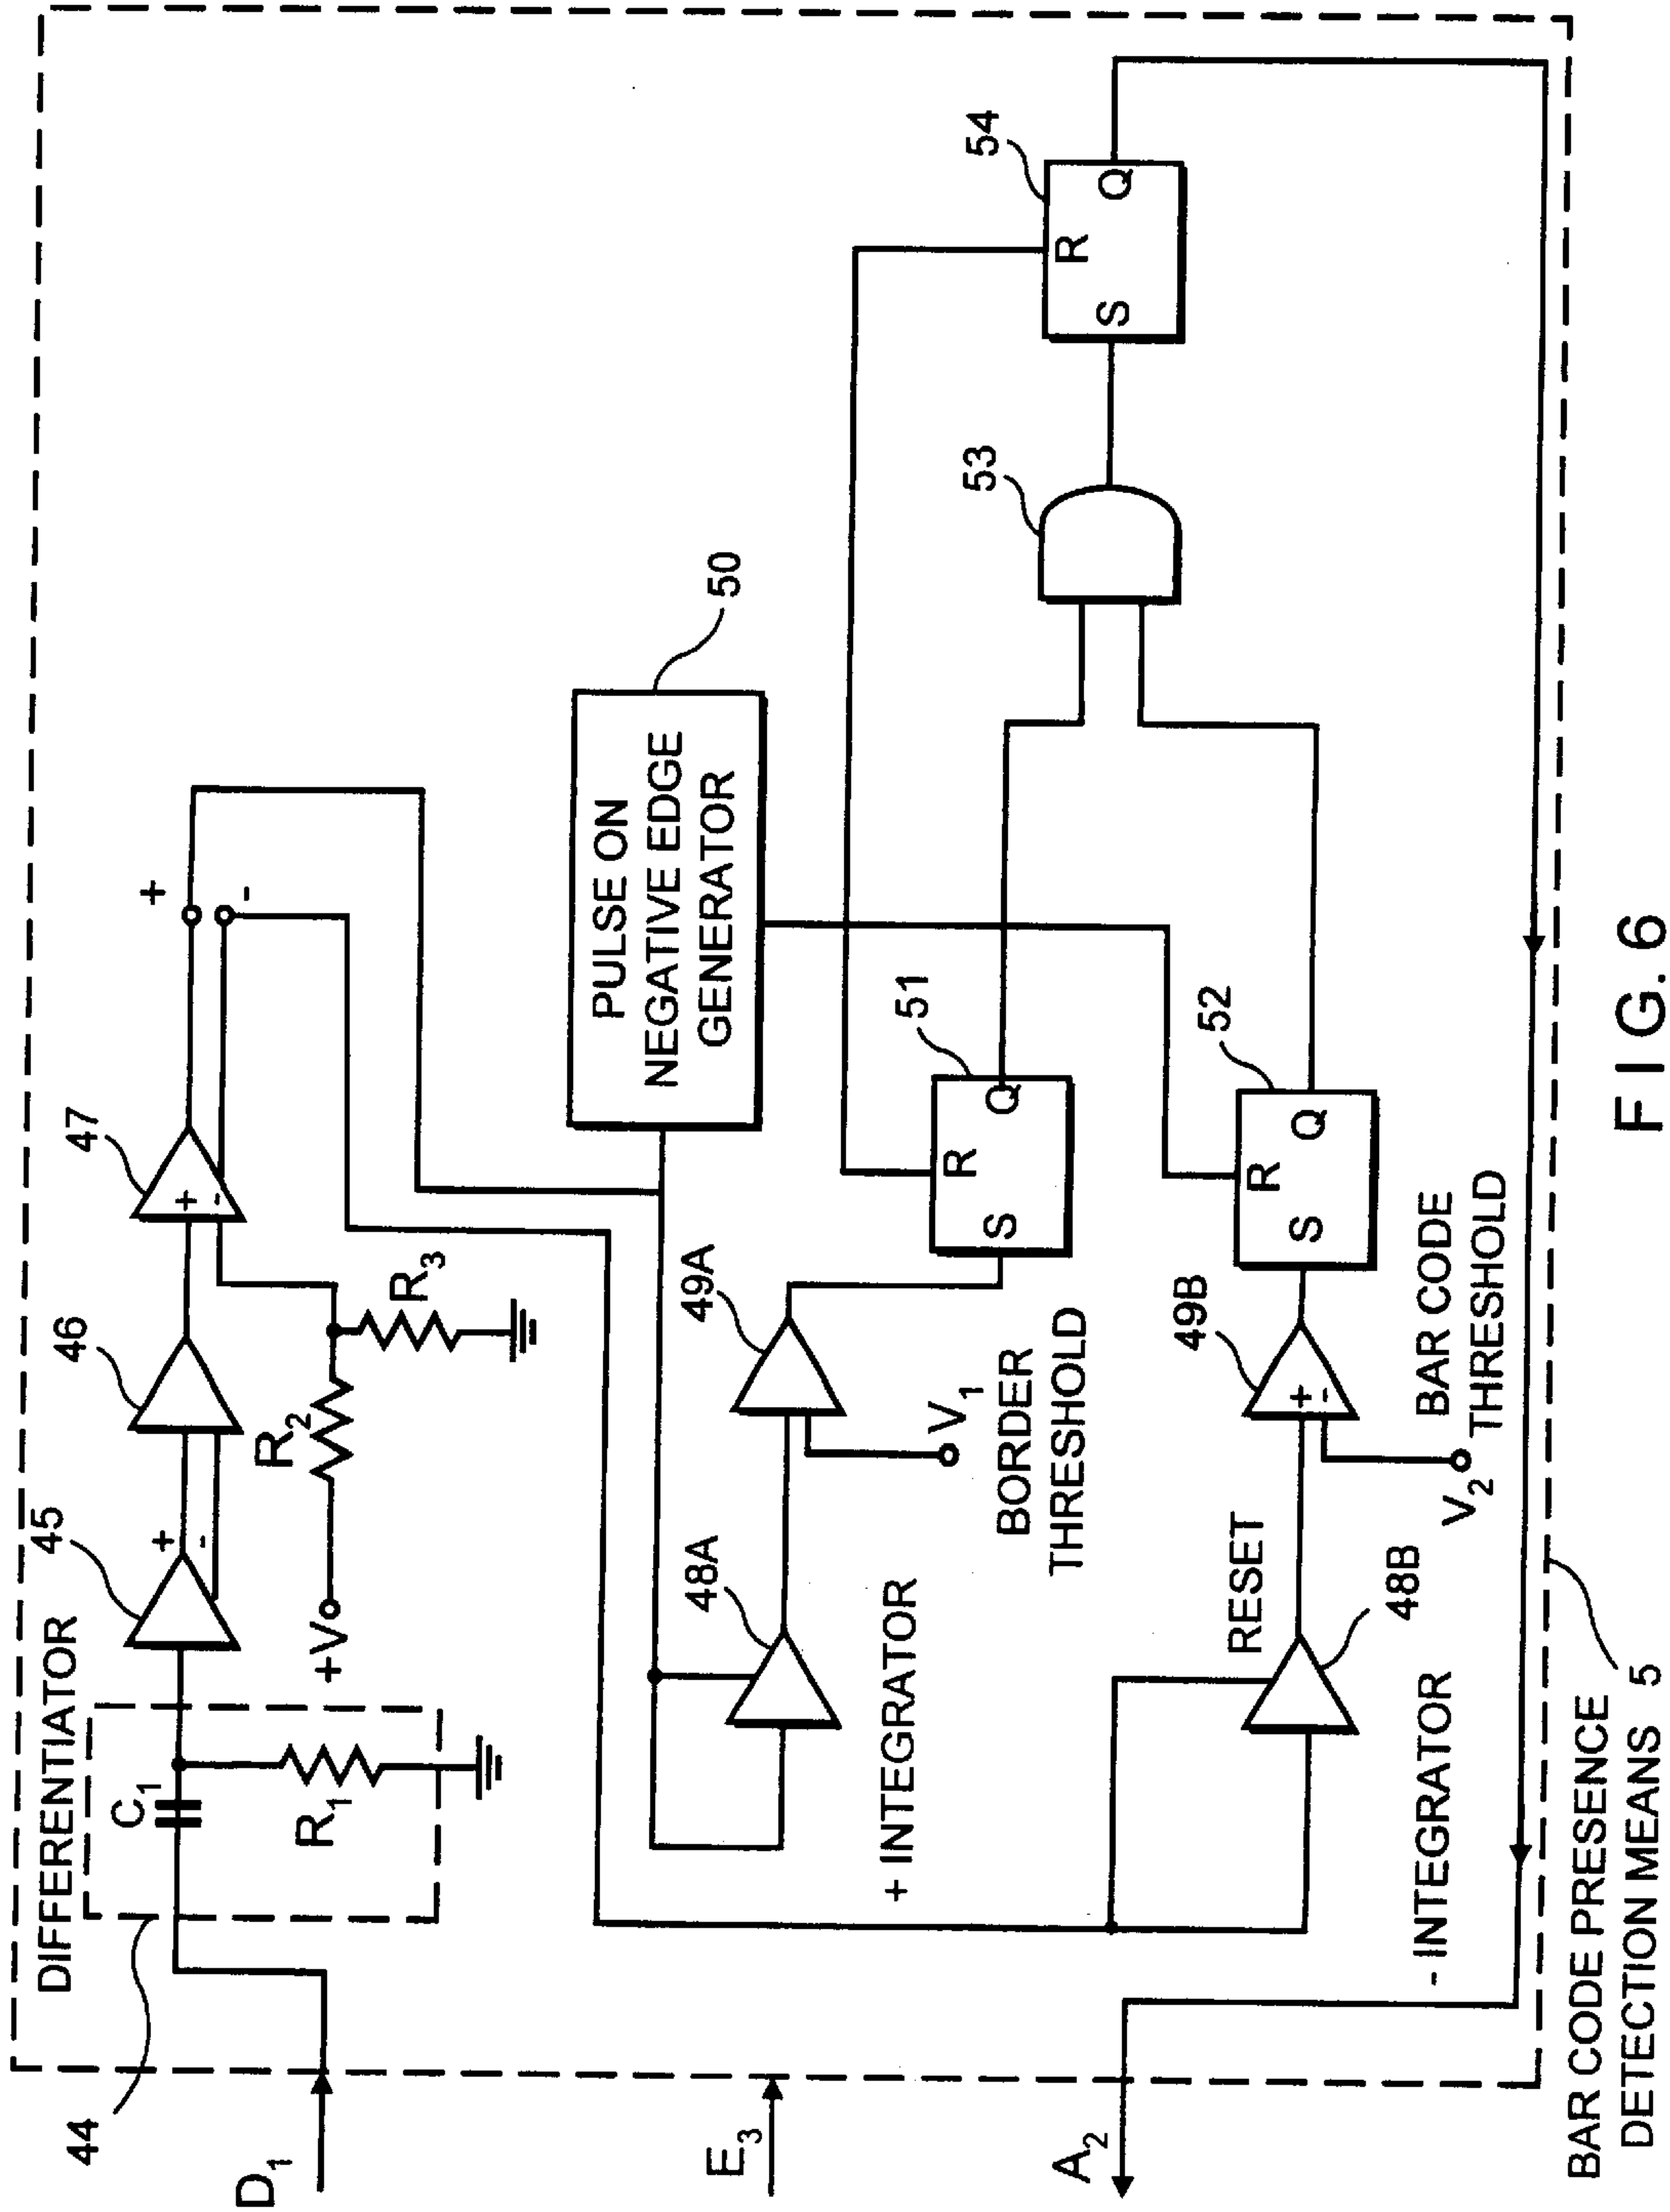 DIFFERENTIATOR
44
C1
R1
45
+
-
46
47
+
-
+
-
+V
R2
R3
D1
E3
A2
PULSE ON
NEGATIVE EDGE
GENERATOR
50
48A
+ INTEGRATOR
49A
V1
BORDER
THRESHOLD
51
S
R
Q
RESET
48B
- INTEGRATOR
49B
+
-
V2
BAR CODE
THRESHOLD
52
S
R
Q
53
54
S
R
Q
BAR CODE PRESENCE
DETECTION MEANS 5
FIG. 6